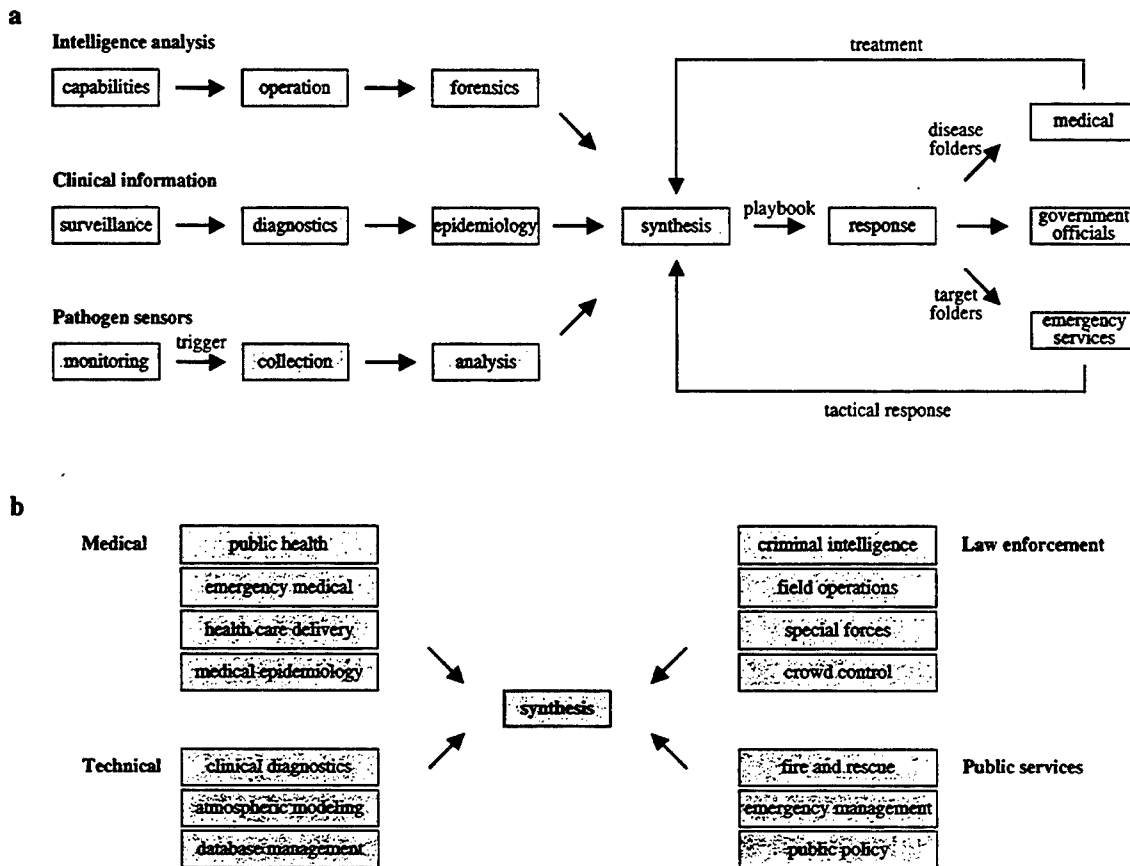 a
Intelligence analysis
treatment
capabilities
operation
forensics
medical
disease
folders
Clinical information
surveillance
diagnostics
epidemiology
synthesis
playbook
response
government
officials
target
folders
Pathogen sensors
emergency
services
monitoring
trigger
collection
analysis
tactical response
b
Medical
public health
emergency medical
health care delivery
medical epidemiology
criminal intelligence
Law enforcement
field operations
special forces
crowd control
synthesis
Technical
clinical diagnostics
atmospheric modeling
database management
fire and rescue
Public services
emergency management
public policy